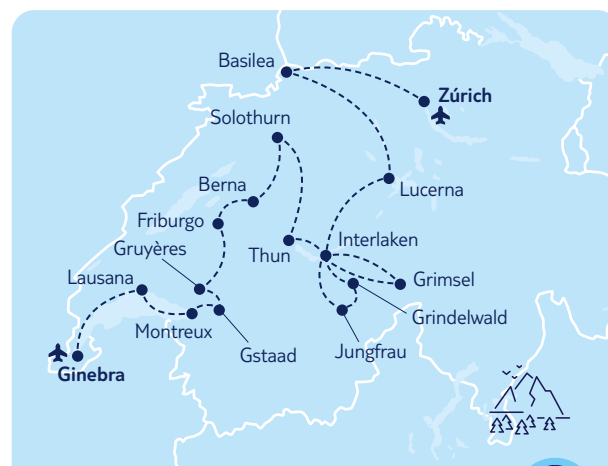 Basilea
Zúrich
Solothurn
Berna
Lucerna
Friburgo
Gruyères
Thun
Interlaken
Lausana
Grimsel
Montreux
Grindelwald
Gstaad
Jungfrau
Ginebra